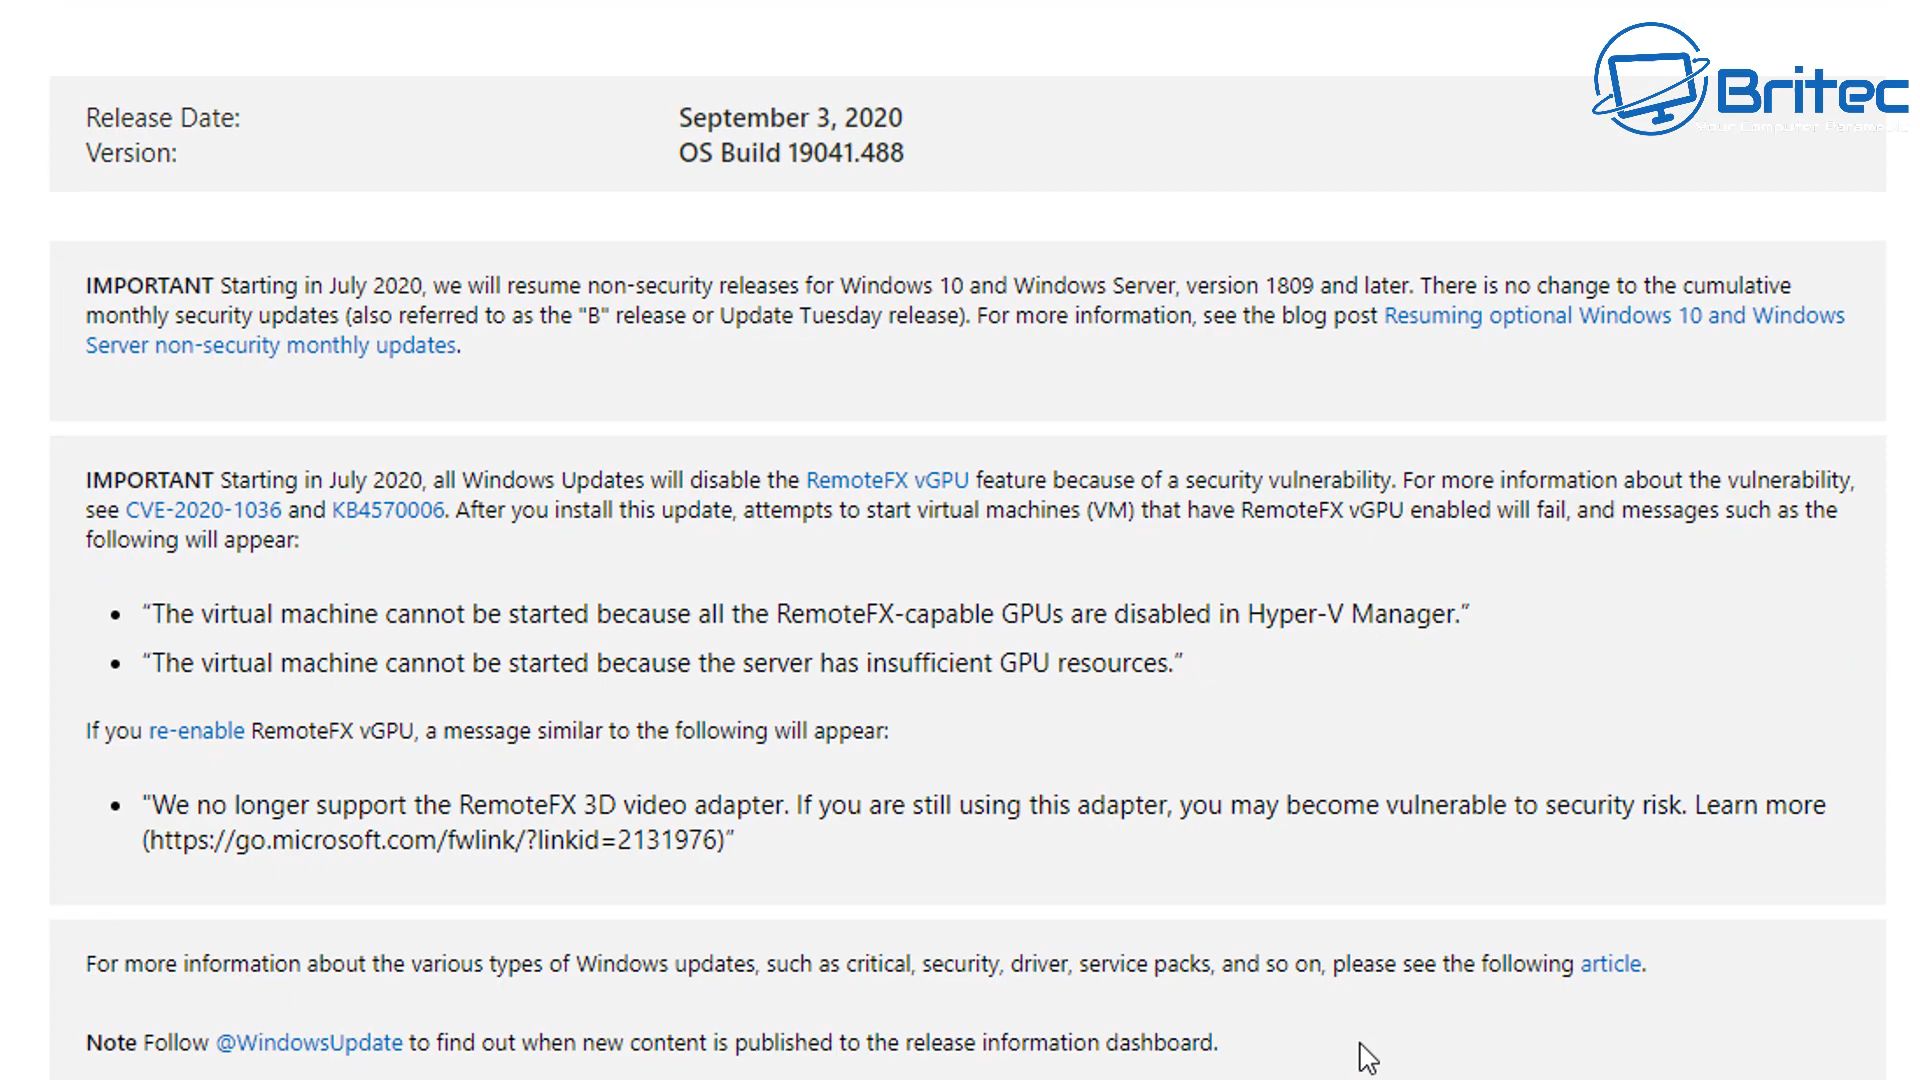 Britec
Your Computer
Release Date: September 3, 2020
Version: OS Build 19041.488
IMPORTANT Starting in July 2020, we will resume non-security releases for Windows 10 and Windows Server, version 1809 and later. There is no change to the cumulative
monthly security updates (also referred to as the "B" release or Update Tuesday release). For more information, see the blog post Resuming optional Windows 10 and Windows
Server non-security monthly updates.
IMPORTANT Starting in July 2020, all Windows Updates will disable the RemoteFX vGPU feature because of a security vulnerability. For more information about the vulnerability,
see CVE-2020-1036 and KB4570006. After you install this update, attempts to start virtual machines (VM) that have RemoteFX vGPU enabled will fail, and messages such as the
following will appear:
• “The virtual machine cannot be started because all the RemoteFX-capable GPUs are disabled in Hyper-V Manager.”
• “The virtual machine cannot be started because the server has insufficient GPU resources.”
If you re-enable RemoteFX vGPU, a message similar to the following will appear:
• “We no longer support the RemoteFX 3D video adapter. If you are still using this adapter, you may become vulnerable to security risk. Learn more
(https://go.microsoft.com/fwlink/?linkid=2131976)”
For more information about the various types of Windows updates, such as critical, security, driver, service packs, and so on, please see the following article.
Note Follow @WindowsUpdate to find out when new content is published to the release information dashboard.